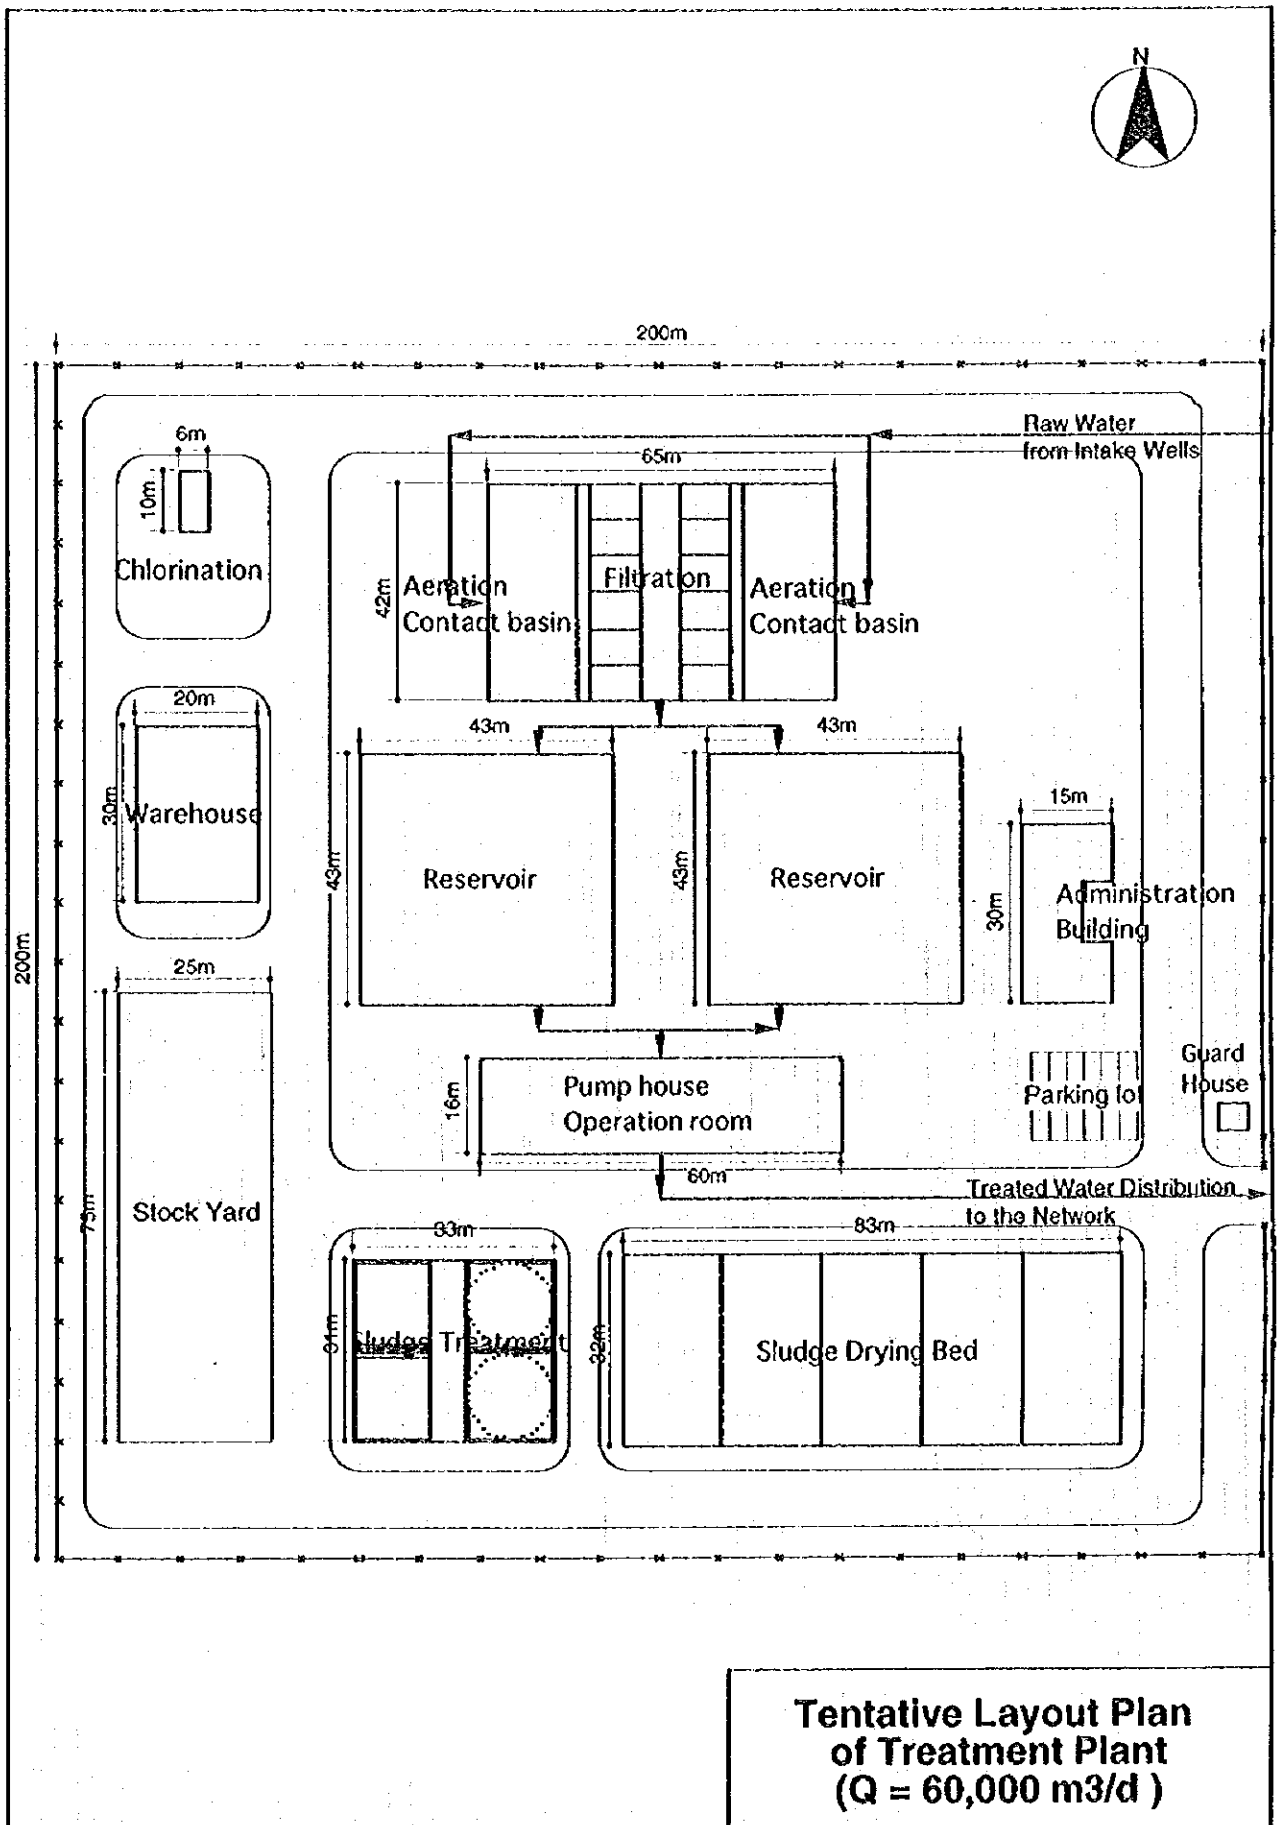 N
200m
Raw Water
from Intake Wells
6m
65m
10m
Chlorination
42m
Aeration
Contact basin
Filtration
Aeration
Contact basin
20m
43m
43m
30m
Warehouse
15m
43m
Reservoir
43m
Reservoir
30m
Administration
Building
200m
25m
Guard
House
16m
Pump house
Operation room
Parking lot
60m
Treated Water Distribution
to the Network
75m
Stock Yard
33m
83m
31m
Sludge Treatment
32m
Sludge Drying Bed
Tentative Layout Plan
of Treatment Plant
(Q = 60,000 m3/d )